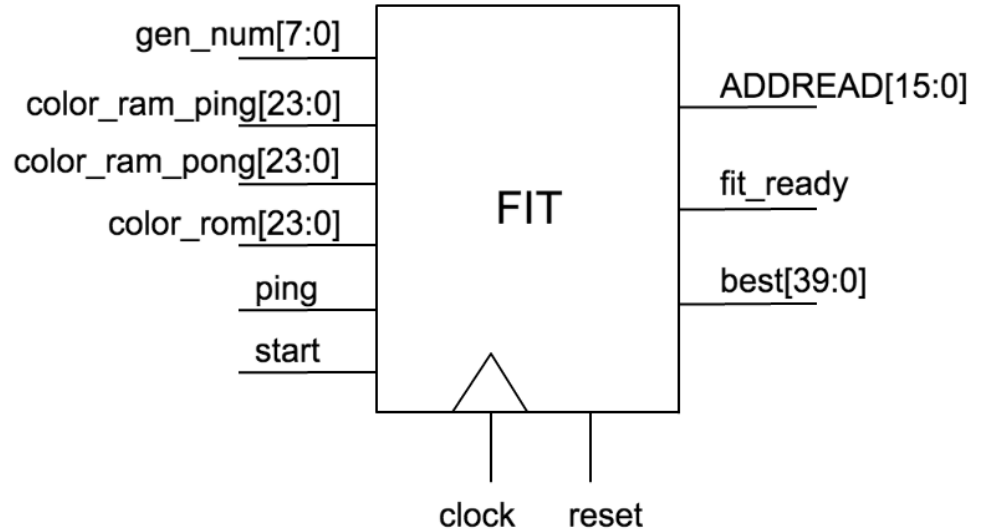 gen_num[7:0]
color_ram_ping[23:0]
color_ram_pong[23:0]
color_rom[23:0]
ping
start
FIT
ADDREAD[15:0]
fit_ready
best[39:0]
clock
reset